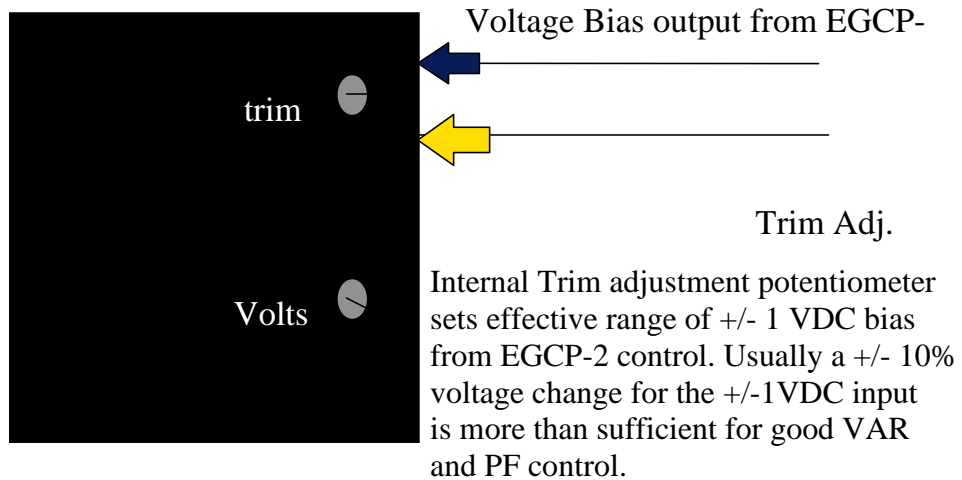 Voltage Bias output from EGCP-
trim
Trim Adj.
Volts
Internal Trim adjustment potentiometer
sets effective range of +/- 1 VDC bias
from EGCP-2 control. Usually a +/- 10%
voltage change for the +/-1VDC input
is more than sufficient for good VAR
and PF control.